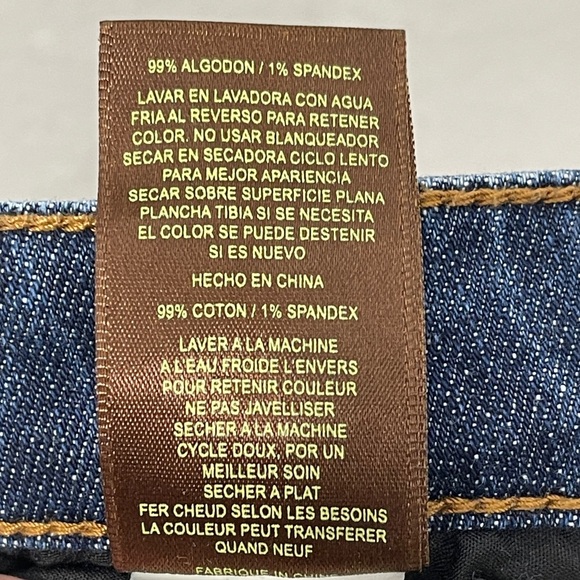 99% ALGODON / 1% SPANDEX
LAVAR EN LAVADORA CON AGUA
FRIA AL REVERSO PARA RETENER
COLOR. NO USAR BLANQUEADOR
SECAR EN SECADORA CICLO LENTO
PARA MEJOR APARIENCIA
SECAR SOBRE SUPERFICIE PLANA
PLANCHA TIBIA SI SE NECESITA
EL COLOR SE PUEDE DESTENIR
SI ES NUEVO
HECHO EN CHINA
99% COTON / 1% SPANDEX
LAVER A LA MACHINE
A L'EAU FROIDE L'ENVERS
POUR RETENIR COULEUR
NE PAS JAVELLISER
SECHER A LA MACHINE
CYCLE DOUX, POR UN
MEILLEUR SOIN
SECHER A PLAT
FER CHEUD SELON LES BESOINS
LA COULEUR PEUT TRANSFERER
QUAND NEUF
FABRIQUE IN CHINE